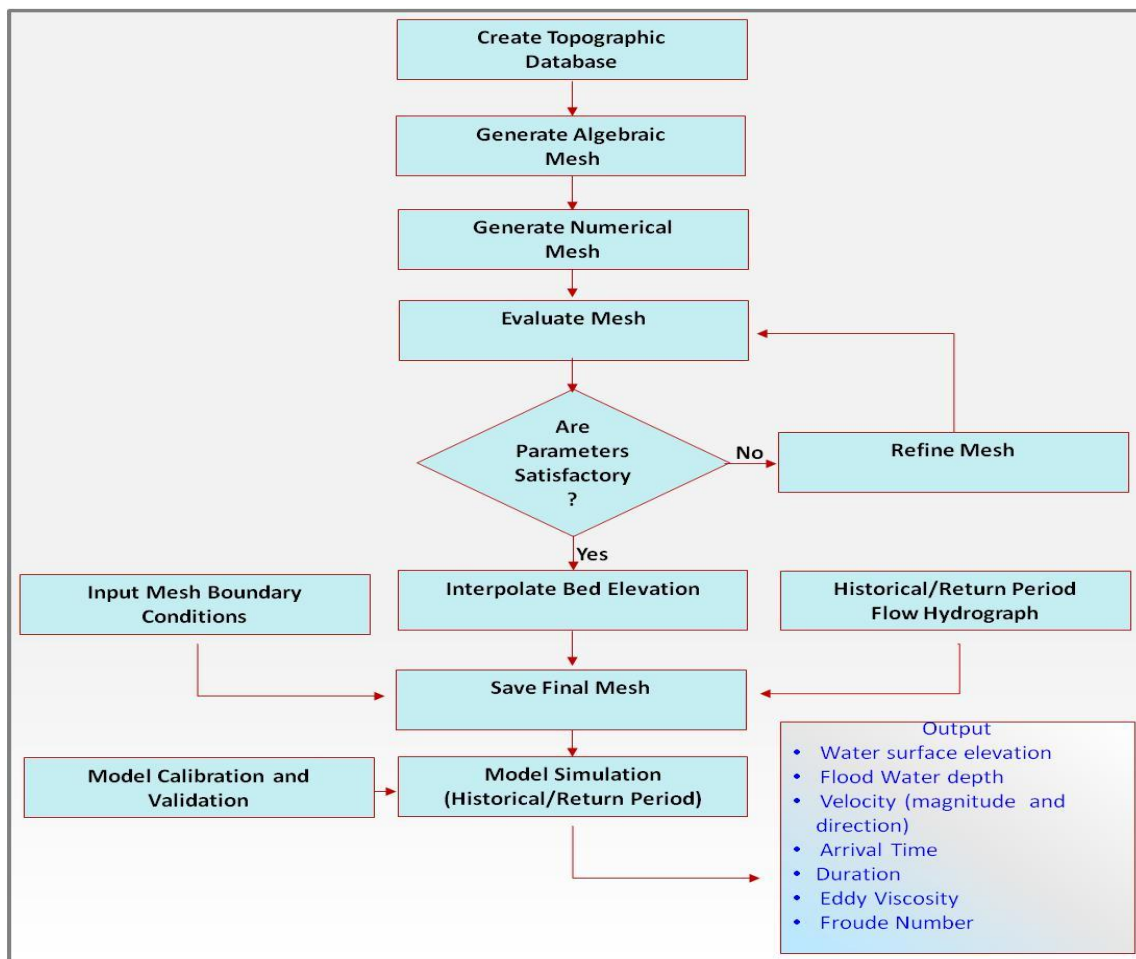 Create Topographic
Database
Generate Algebraic
Mesh
Generate Numerical
Mesh
Evaluate Mesh
Are
Parameters
Satisfactory
?
No
Refine Mesh
Yes
Input Mesh Boundary
Conditions
Interpolate Bed Elevation
Historical/Return Period
Flow Hydrograph
Save Final Mesh
Model Calibration and
Validation
Model Simulation
(Historical/Return Period)
Output
• Water surface elevation
• Flood Water depth
• Velocity (magnitude and
direction)
• Arrival Time
• Duration
• Eddy Viscosity
• Froude Number